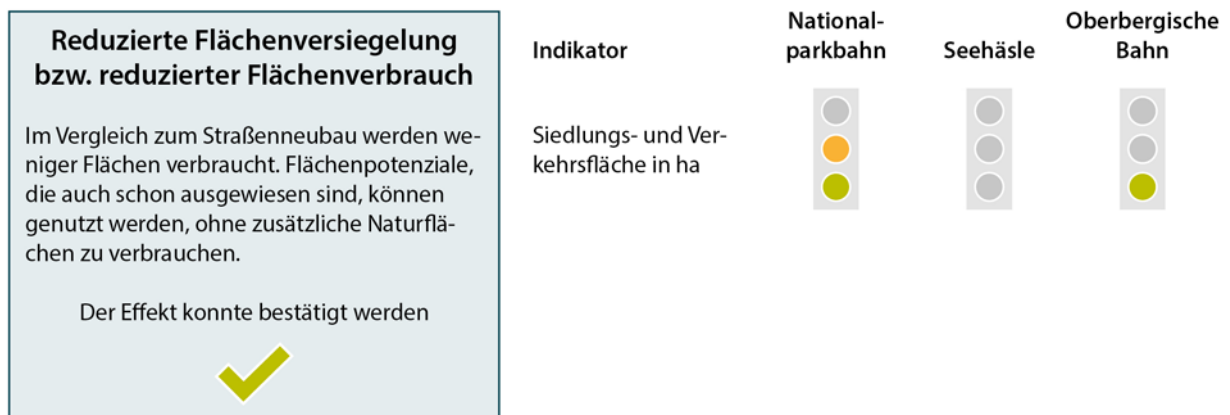 Reduzierte Flächenversiegelung
bzw. reduzierter Flächenverbrauch
Im Vergleich zum Straßenneubau werden we-
niger Flächen verbraucht. Flächenpotenziale,
die auch schon ausgewiesen sind, können
genutzt werden, ohne zusätzliche Naturflä-
chen zu verbrauchen.
Der Effekt konnte bestätigt werden
Indikator
National-
parkbahn
Seehäsle
Oberbergische
Bahn
Siedlungs- und Ver-
kehrsfläche in ha